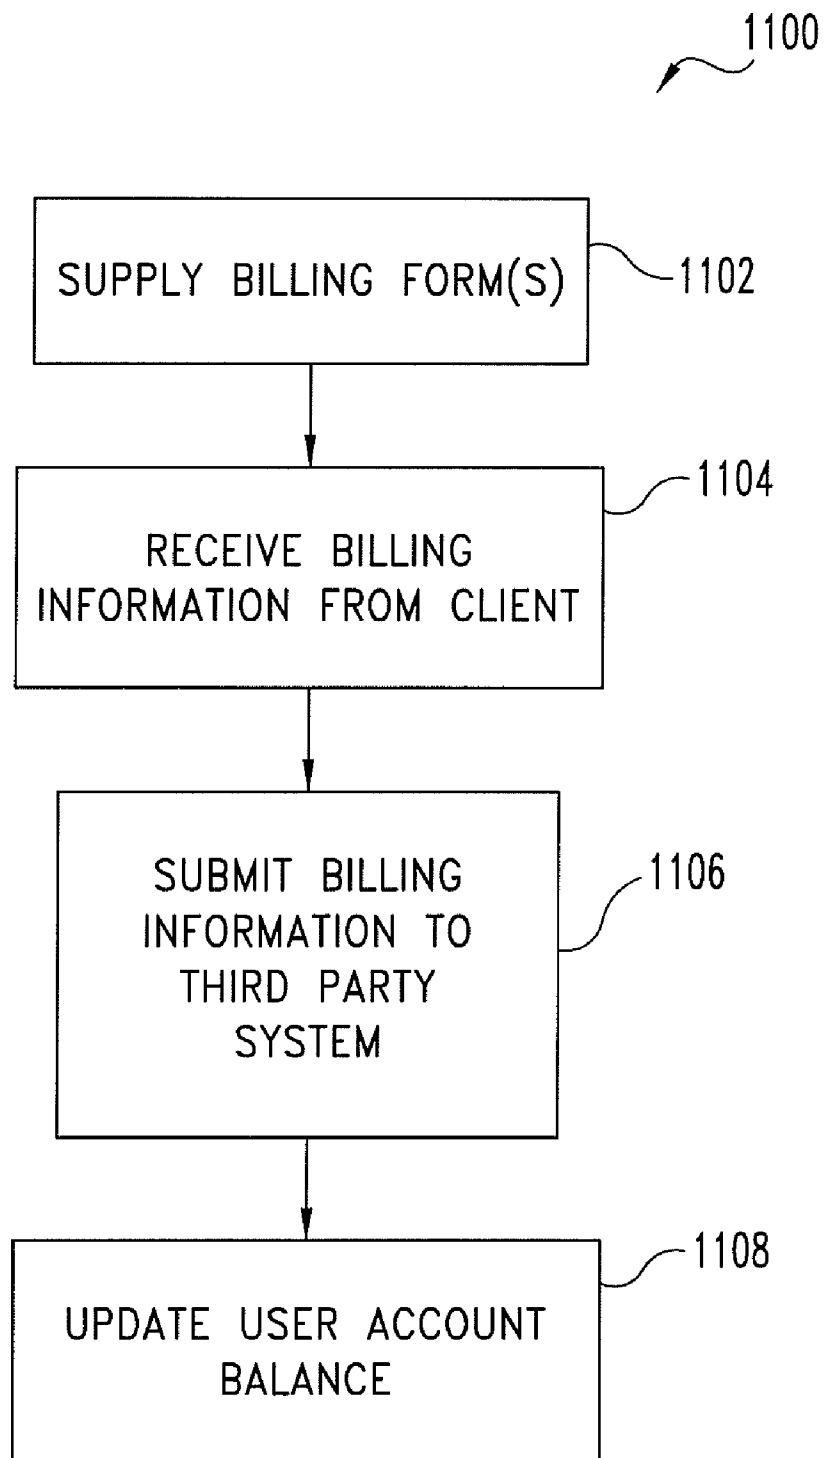 1100
SUPPLY BILLING FORM(S)
1102
RECEIVE BILLING
INFORMATION FROM CLIENT
1104
SUBMIT BILLING
INFORMATION TO
THIRD PARTY
SYSTEM
1106
UPDATE USER ACCOUNT
BALANCE
1108